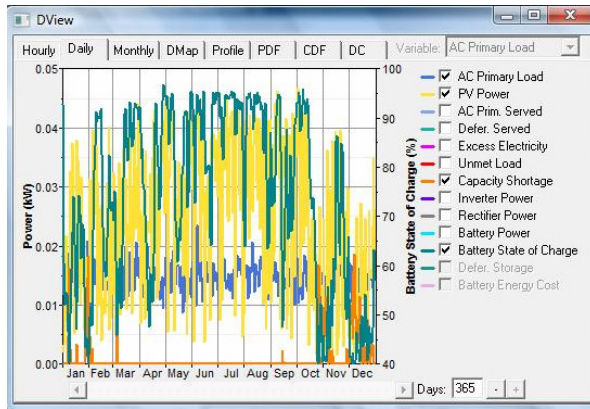 DView
Hourly Daily Monthly DMap Profile PDF CDF DC Variable: AC Primary Load
0.05
0.04
0.03
0.02
0.01
0.00
Power (kW)
100
90
80
70
60
50
40
Battery State of Charge (%)
Jan Feb Mar Apr May Jun Jul Aug Sep Oct Nov Dec
AC Primary Load
PV Power
AC Prim. Served
Defer. Served
Excess Electricity
Unmet Load
Capacity Shortage
Inverter Power
Rectifier Power
Battery Power
Battery State of Charge
Defer. Storage
Battery Energy Cost
Days: 365 - +